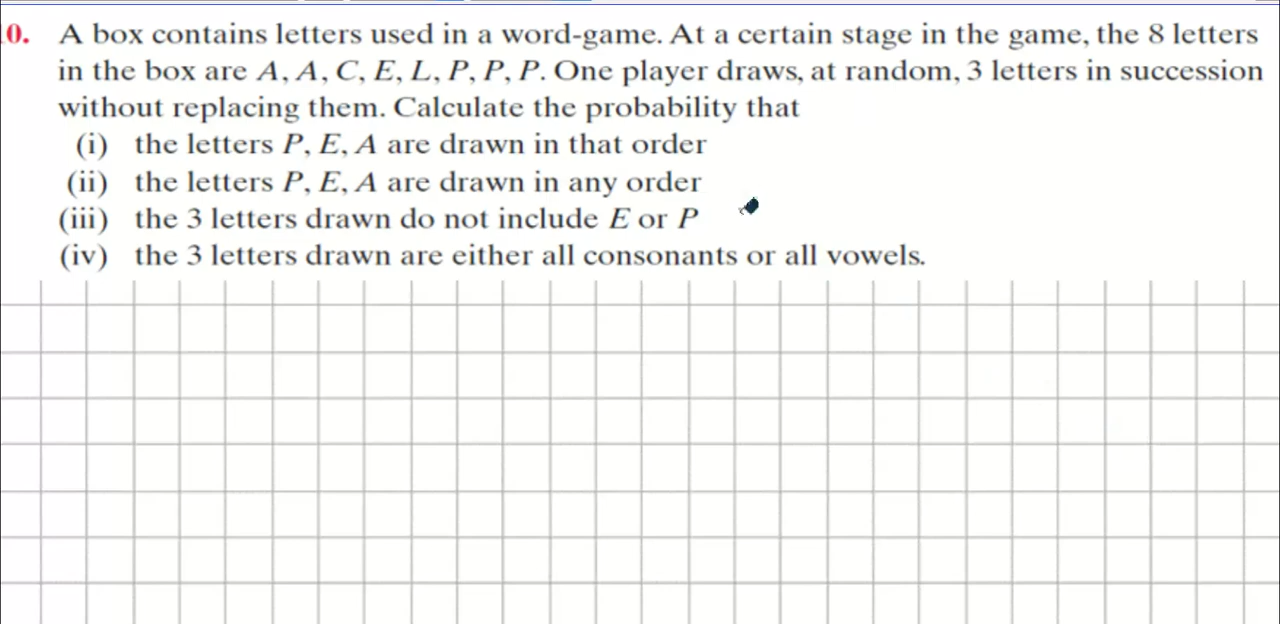 0. A box contains letters used in a word-game. At a certain stage in the game, the 8 letters
in the box are A, A, C, E, L, P, P, P. One player draws, at random, 3 letters in succession
without replacing them. Calculate the probability that
(i) the letters P, E, A are drawn in that order
(ii) the letters P, E, A are drawn in any order
(iii) the 3 letters drawn do not include E or P
(iv) the 3 letters drawn are either all consonants or all vowels.